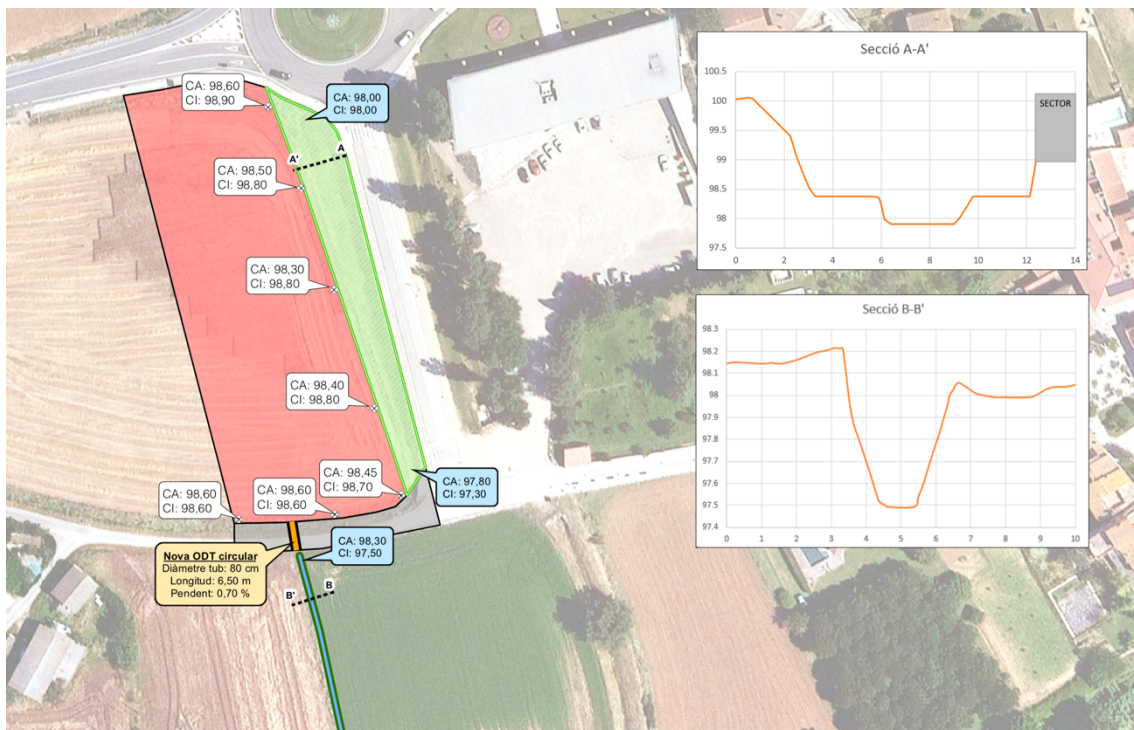 CA: 98,60
CI: 98,90
CA: 98,00
CI: 98,00
A'
A
CA: 98,50
CI: 98,80
CA: 98,30
CI: 98,80
CA: 98,40
CI: 98,80
CA: 98,45
CI: 98,70
CA: 98,60
CI: 98,60
CA: 98,60
CI: 98,60
CA: 97,80
CI: 97,30
CA: 98,30
CI: 97,50
Nova ODT circular
Diàmetre tub: 80 cm
Longitud: 6,50 m
Pendent: 0,70 %
B'
B
Secció A-A'
100.5
100
99.5
99
98.5
98
97.5
0 2 4 6 8 10 12 14
SECTOR
Secció B-B'
98.3
98.2
98.1
98
97.9
97.8
97.7
97.6
97.5
97.4
0 1 2 3 4 5 6 7 8 9 10